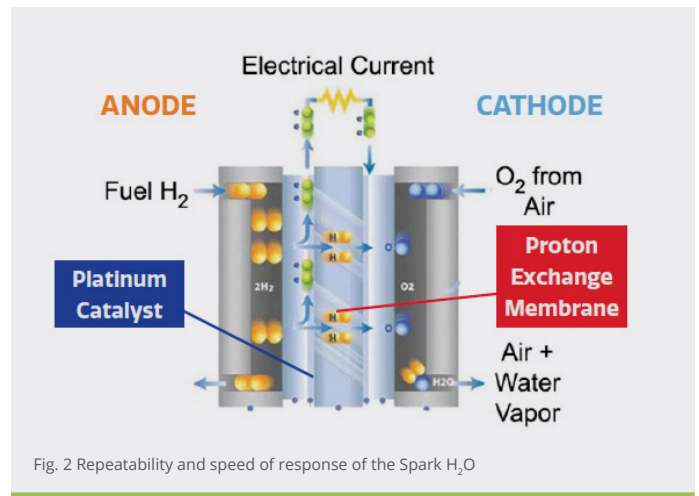 Electrical Current
ANODE
CATHODE
Fuel H₂
O₂ from
Air
Platinum
Catalyst
Proton
Exchange
Membrane
2H₂
O2
H
H
O
H
H
O
H2O
Air +
Water
Vapor
Fig. 2 Repeatability and speed of response of the Spark H₂O